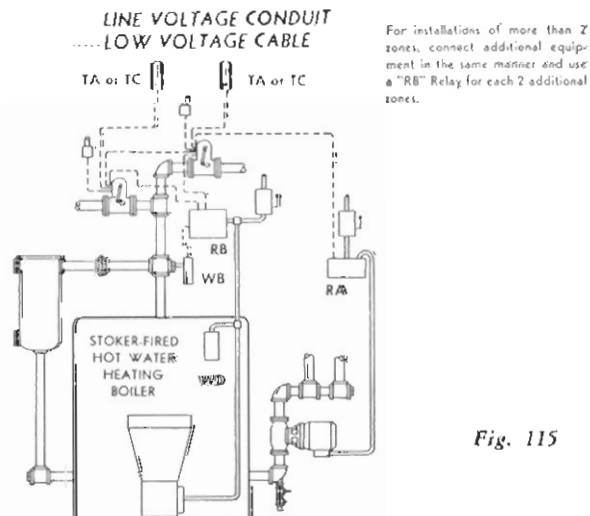 LINE VOLTAGE CONDUIT
.....LOW VOLTAGE CABLE
TA or TC
TA or TC
For installations of more than 2
zones, connect additional equip-
ment in the same manner and use
a "RB" Relay for each 2 additional
zones.
RB
WB
RA
STOKER-FIRED
HOT WATER
HEATING
BOILER
WD
Fig. 115